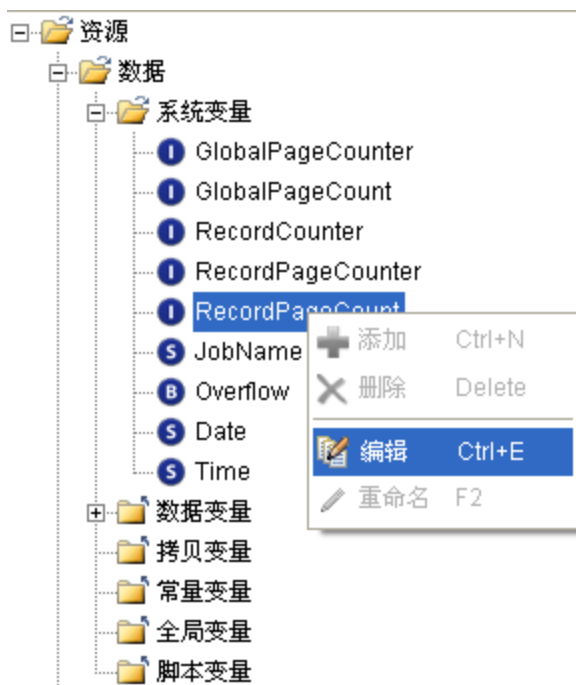 资源
数据
系统变量
GlobalPageCounter
GlobalPageCount
RecordCounter
RecordPageCounter
RecordPageCount
添加 Ctrl+N
JobName
删除 Delete
Overflow
Date
编辑 Ctrl+E
Time
重命名 F2
数据变量
拷贝变量
常量变量
全局变量
脚本变量